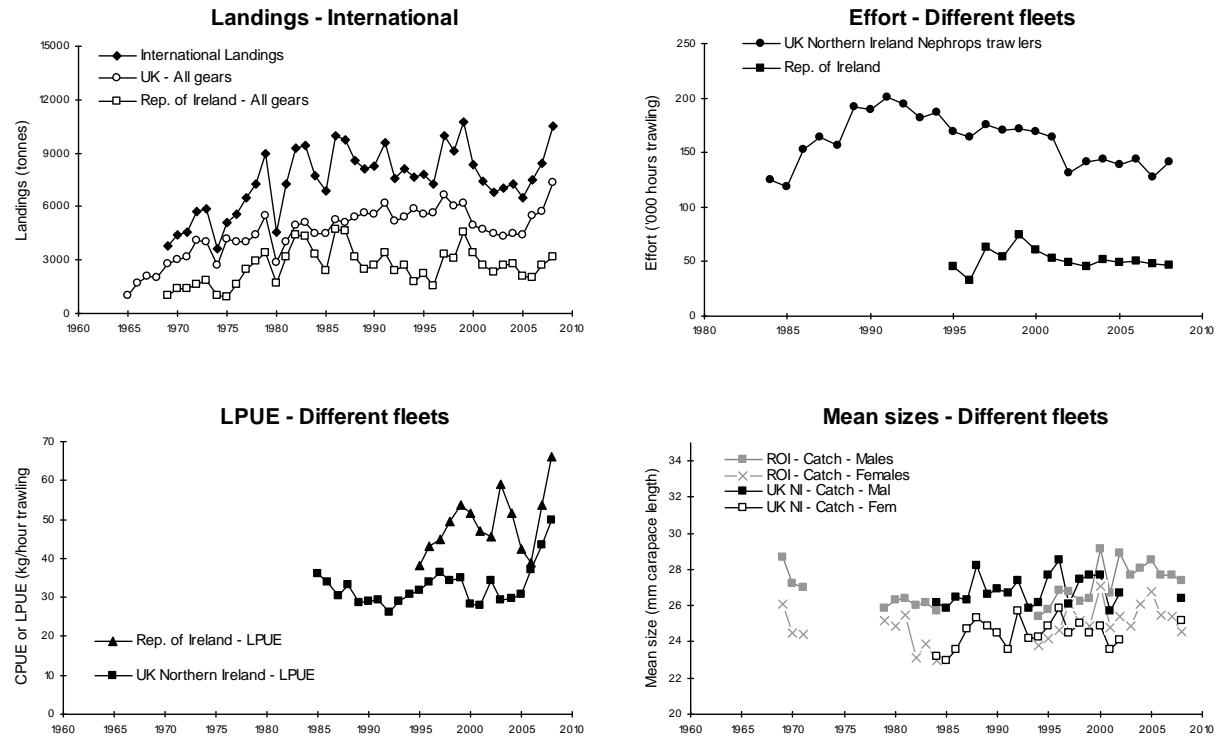 Landings - International
15000
12000
9000
6000
3000
0
Landings (tonnes)
International Landings
UK - All gears
Rep. of Ireland - All gears
1960 1965 1970 1975 1980 1985 1990 1995 2000 2005 2010
Effort - Different fleets
250
200
150
100
50
0
Effort ('000 hours trawling)
UK Northern Ireland Nephrops trawlers
Rep. of Ireland
1980 1985 1990 1995 2000 2005 2010
LPUE - Different fleets
70
60
50
40
30
20
10
0
CPUE or LPUE (kg/hour trawling
Rep. of Ireland - LPUE
UK Northern Ireland - LPUE
1960 1965 1970 1975 1980 1985 1990 1995 2000 2005 2010
Mean sizes - Different fleets
34
32
30
28
26
24
22
20
Mean size (mm carapace length)
ROI - Catch - Males
ROI - Catch - Females
UK NI - Catch - Mal
UK NI - Catch - Fem
1960 1965 1970 1975 1980 1985 1990 1995 2000 2005 2010